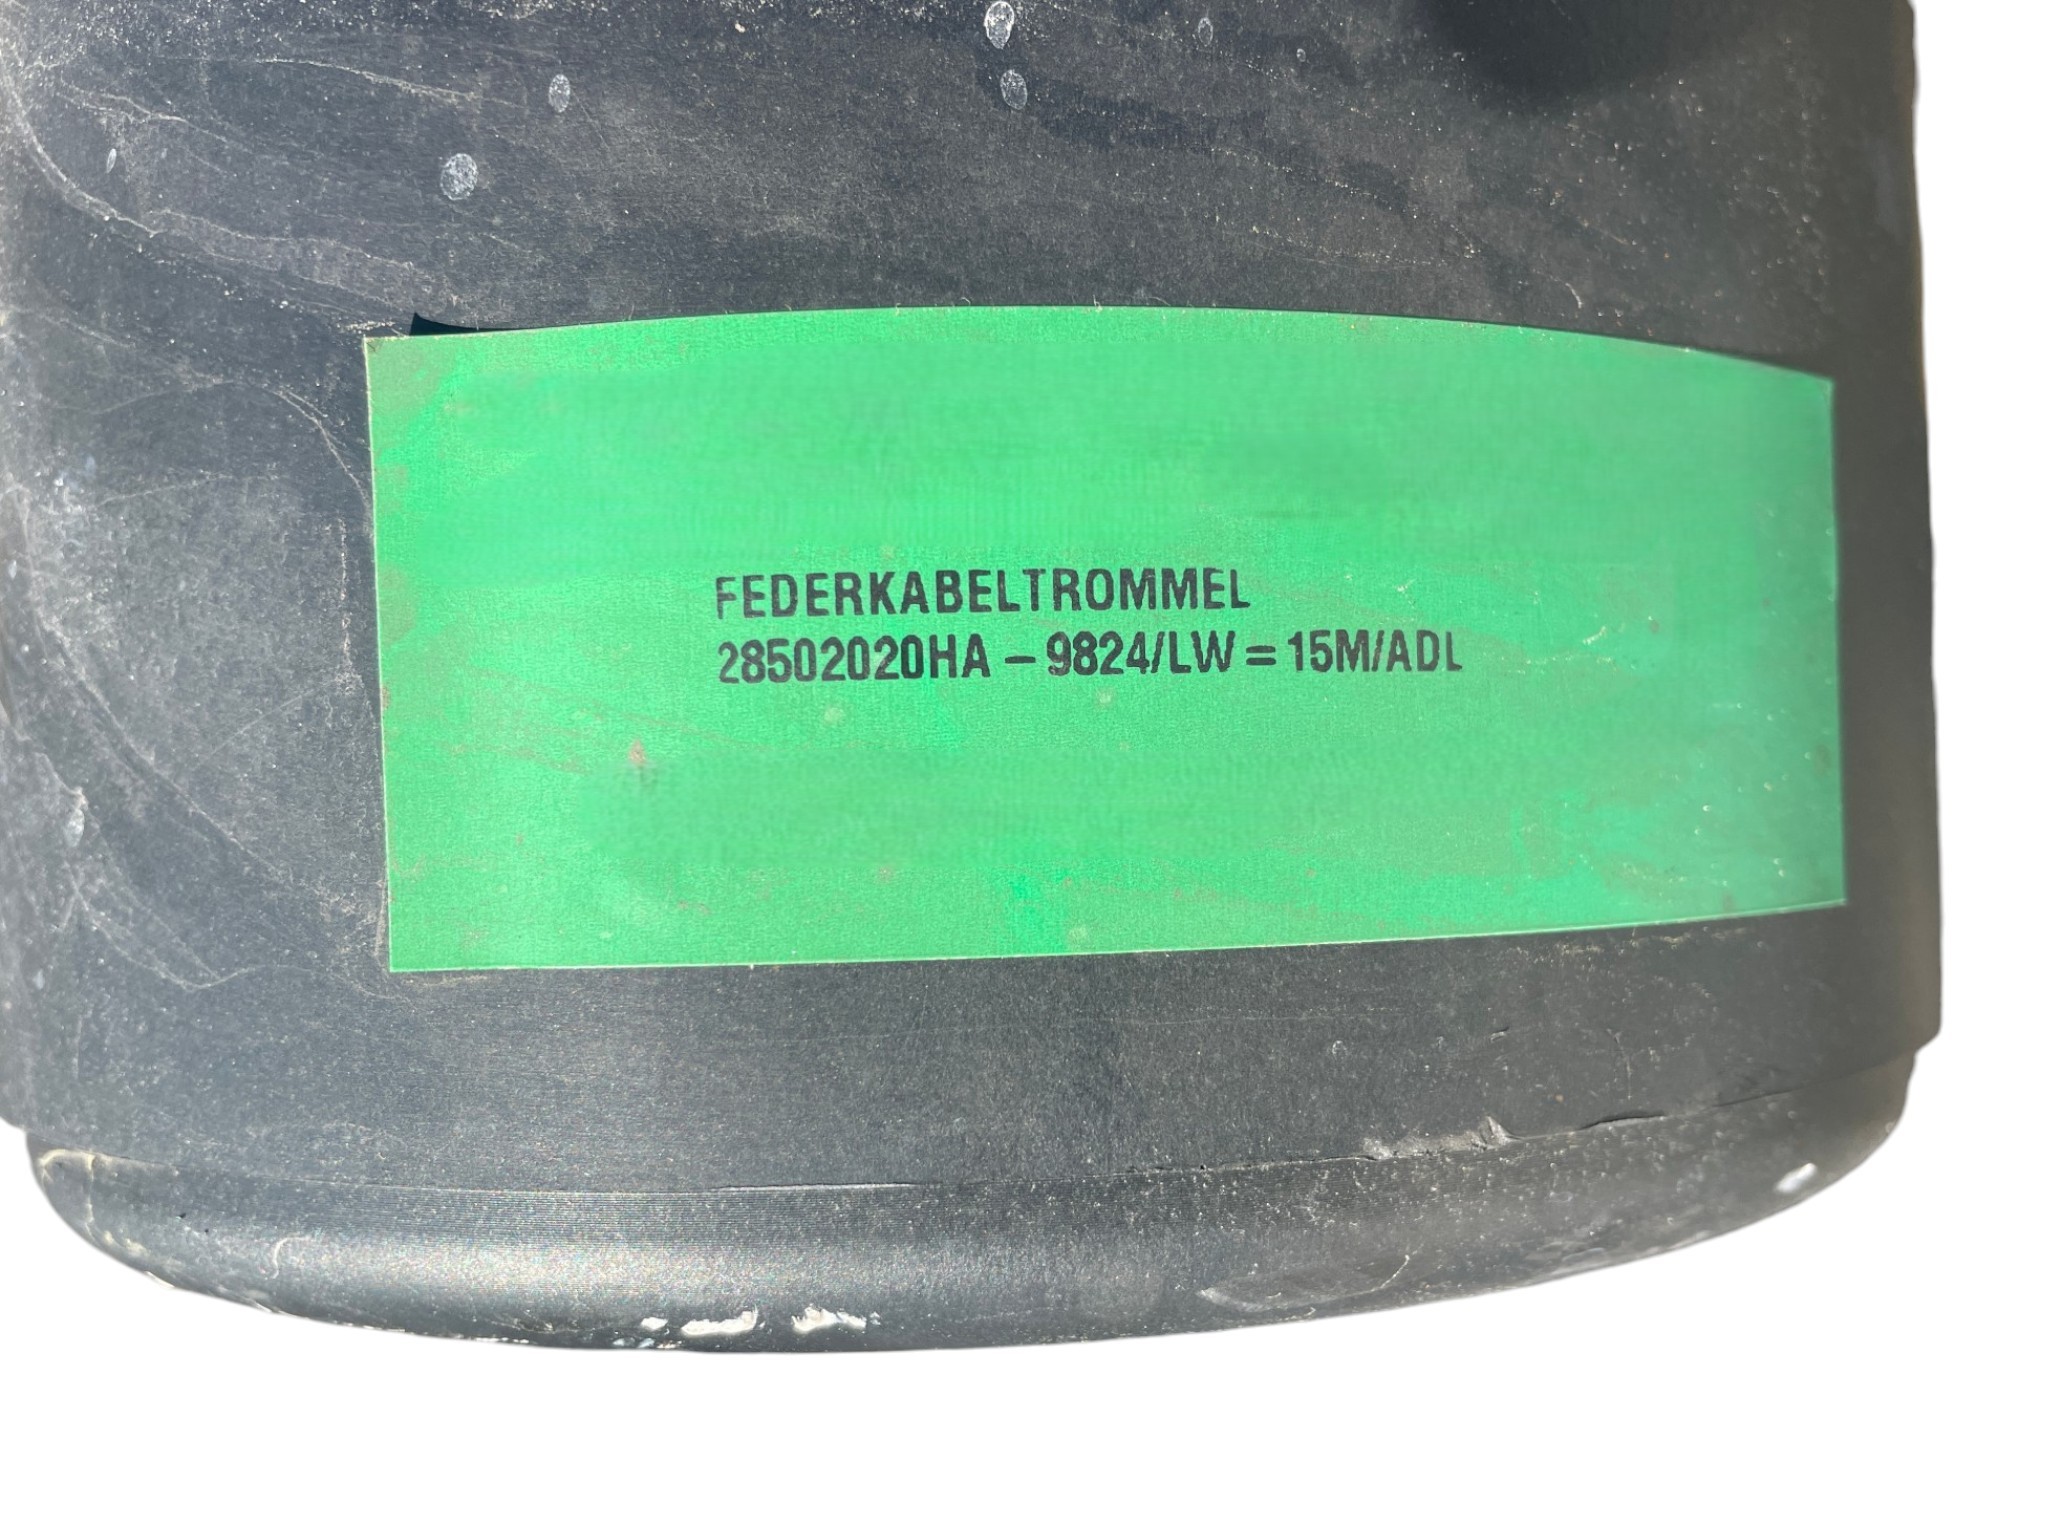 FEDERKABELTROMMEL
28502020HA – 9824/LW = 15M/ADL